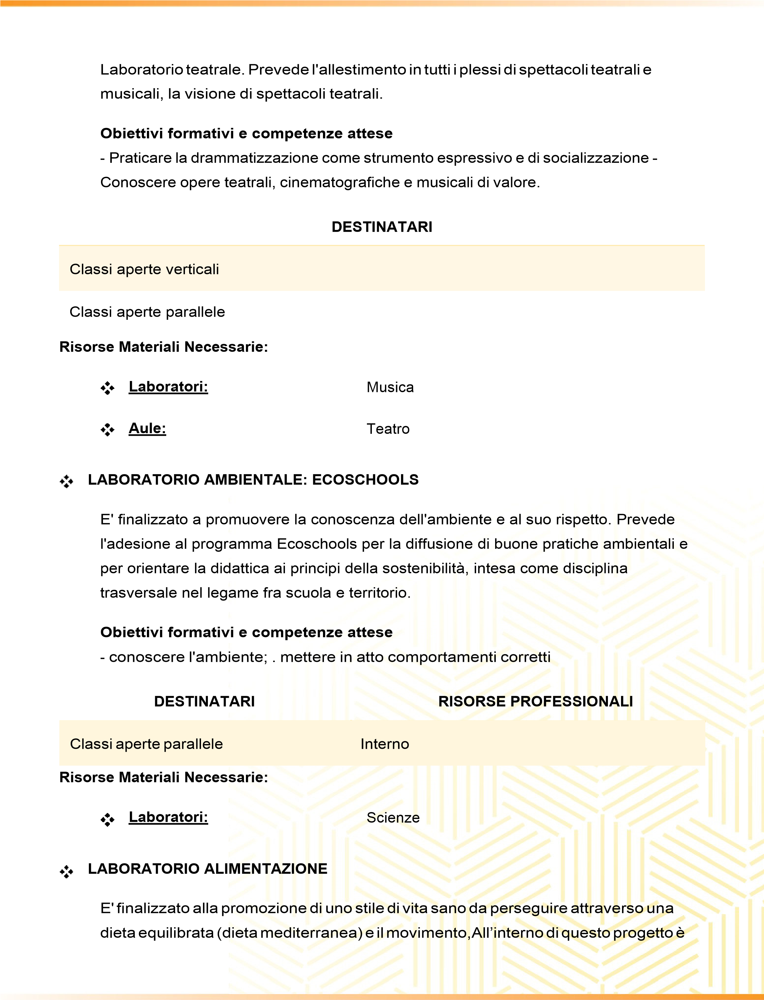 Laboratorio teatrale. Prevede l'allestimento in tutti i plessi di spettacoli teatrali e
musicali, la visione di spettacoli teatrali.
Obiettivi formativi e competenze attese
- Praticare la drammatizzazione come strumento espressivo e di socializzazione -
Conoscere opere teatrali, cinematografiche e musicali di valore.
DESTINATARI
Classi aperte verticali
Classi aperte parallele
Risorse Materiali Necessarie:
❖ Laboratori: Musica
❖ Aule: Teatro
❖ LABORATORIO AMBIENTALE: ECOSCHOOLS
E' finalizzato a promuovere la conoscenza dell'ambiente e al suo rispetto. Prevede
l'adesione al programma Ecoschools per la diffusione di buone pratiche ambientali e
per orientare la didattica ai principi della sostenibilità, intesa come disciplina
trasversale nel legame fra scuola e territorio.
Obiettivi formativi e competenze attese
- conoscere l'ambiente; . mettere in atto comportamenti corretti
DESTINATARI RISORSE PROFESSIONALI
Classi aperte parallele Interno
Risorse Materiali Necessarie:
❖ Laboratori: Scienze
❖ LABORATORIO ALIMENTAZIONE
E' finalizzato alla promozione di uno stile di vita sano da perseguire attraverso una
dieta equilibrata (dieta mediterranea) e il movimento,All’interno di questo progetto è